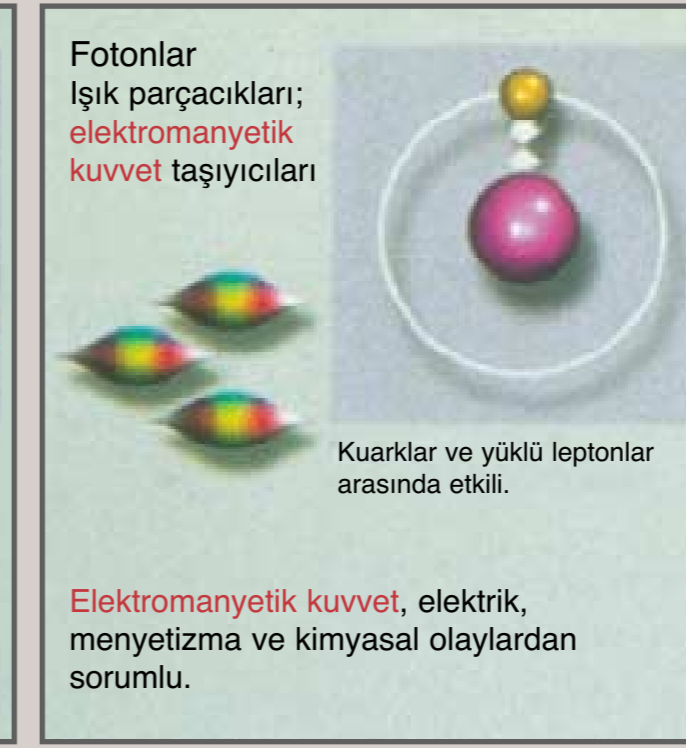 Fotonlar
Işık parçacıkları;
elektromanyetik
kuvvet taşıyıcıları
Kuarklar ve yüklü leptonlar
arasında etkili.
Elektromanyetik kuvvet, elektrik,
menyetizma ve kimyasal olaylardan
sorumlu.